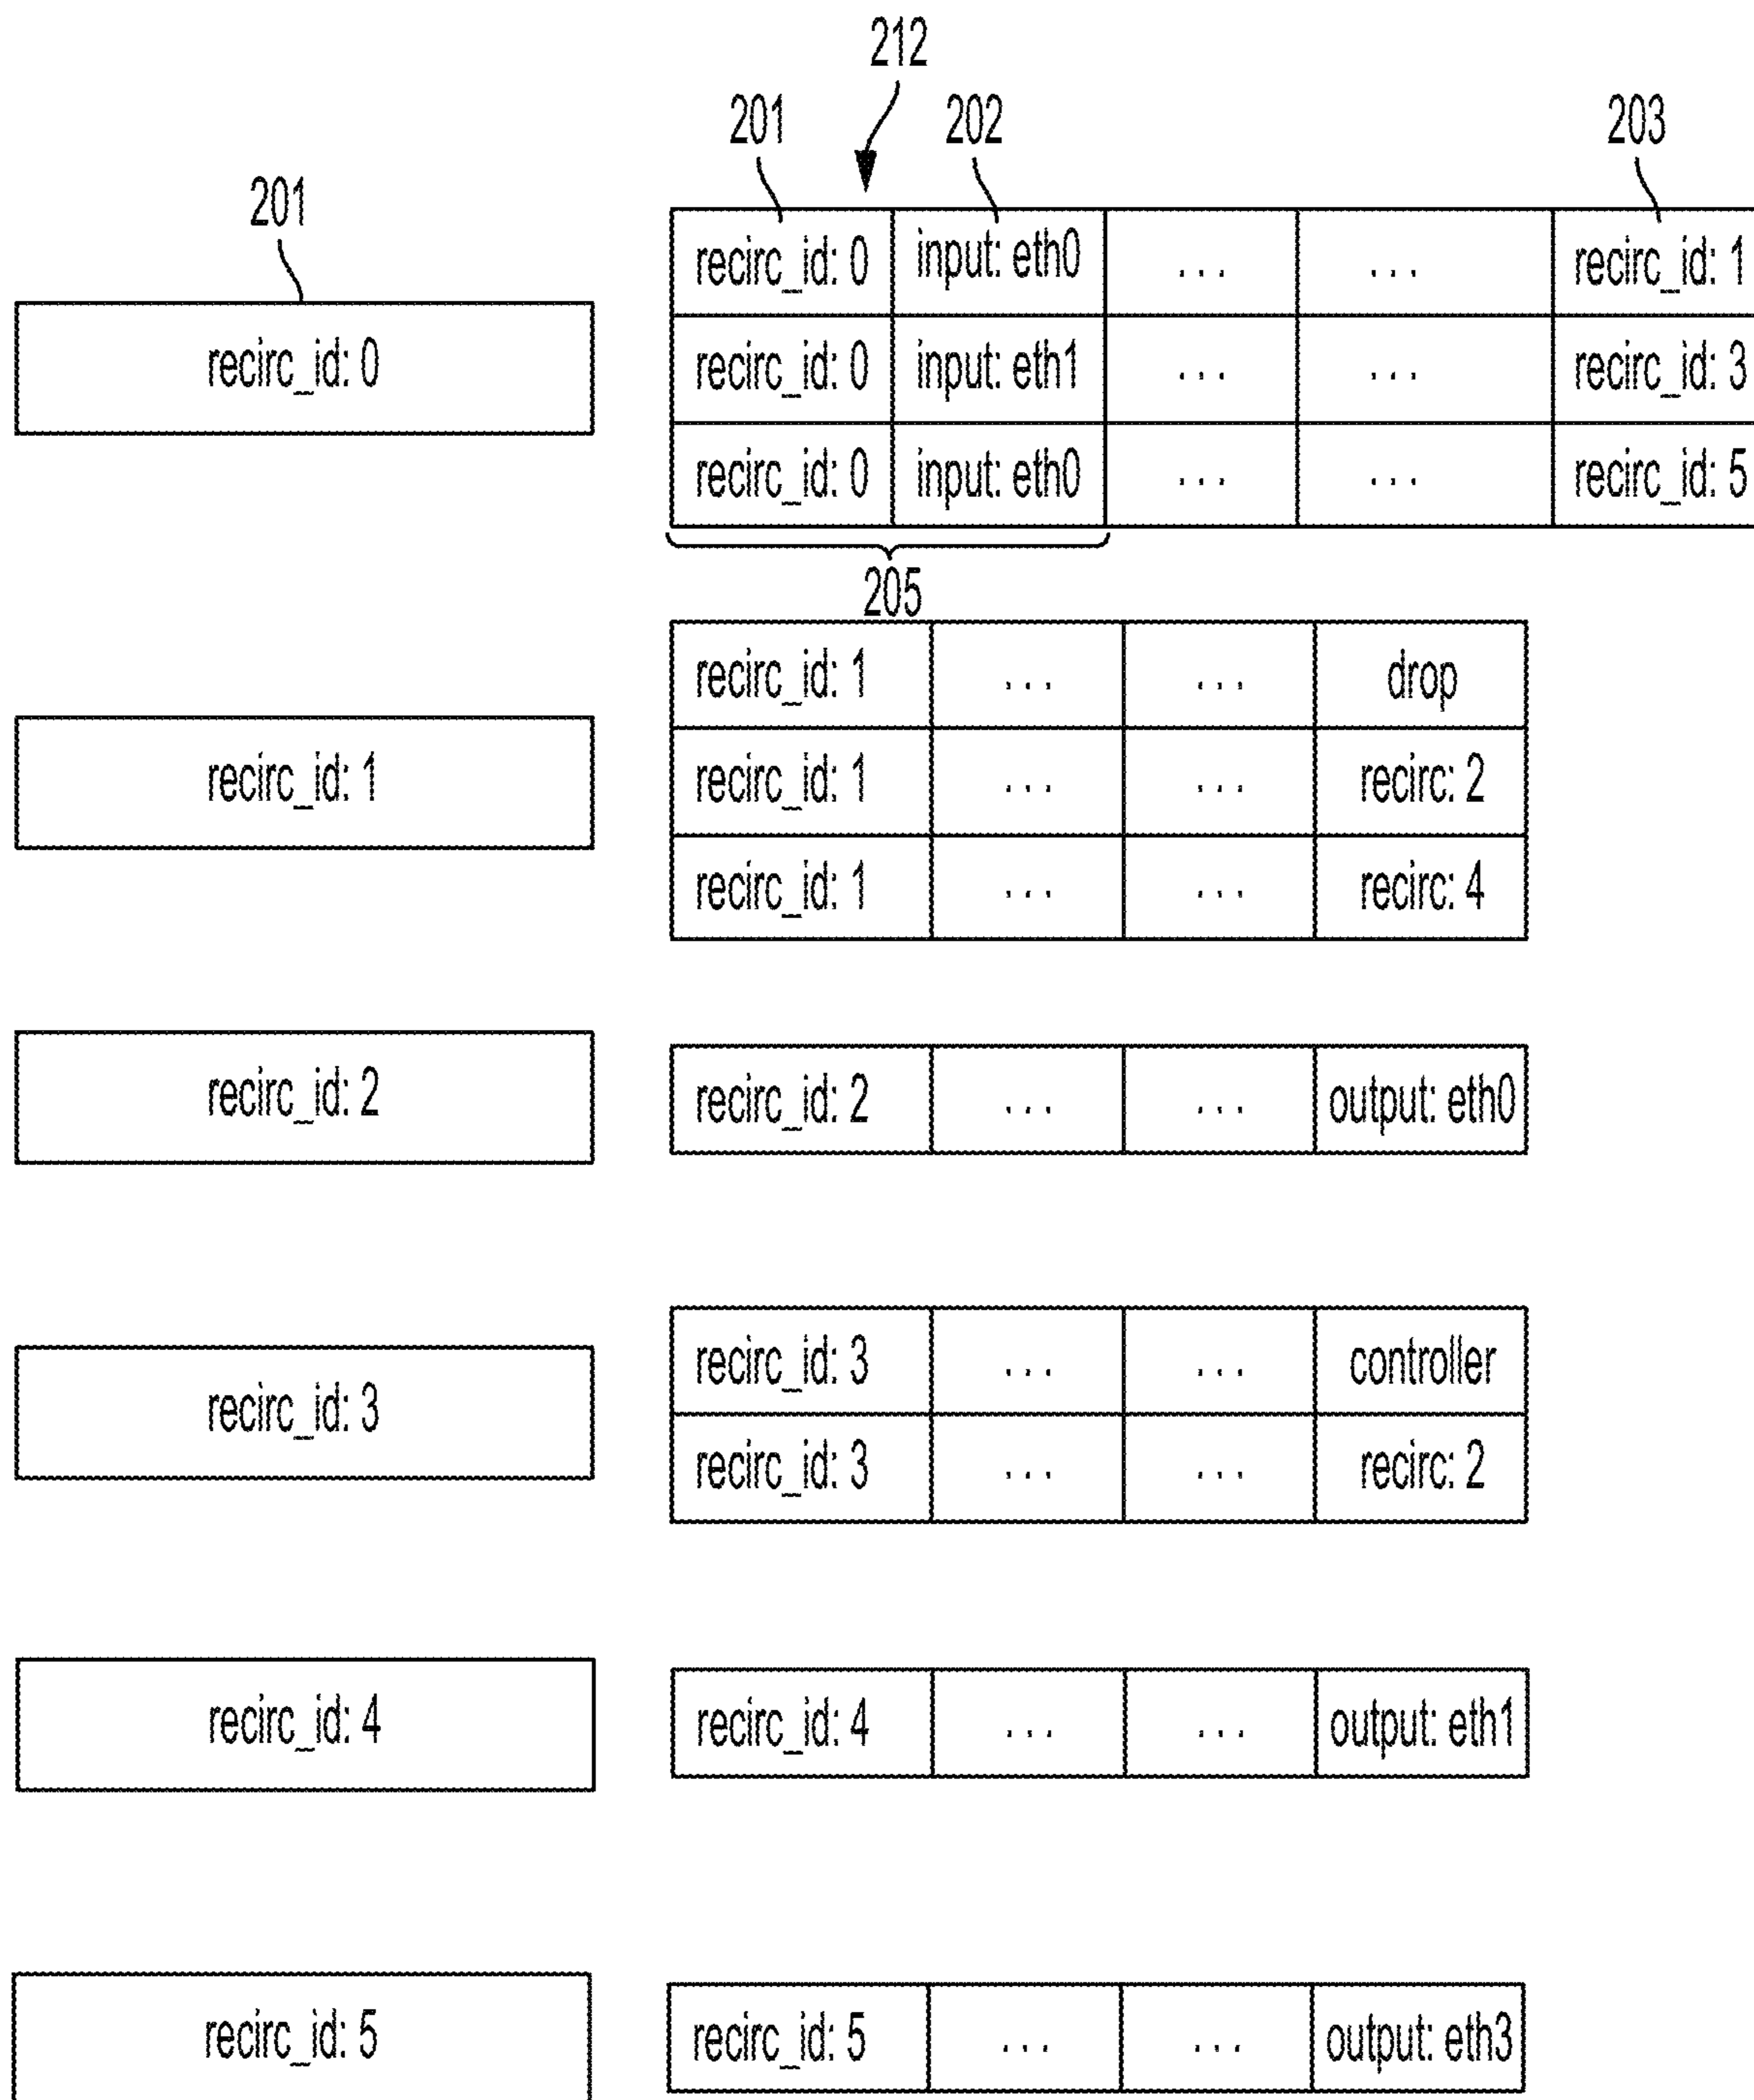 212
201 202 203
201
recirc_id: 0 input: eth0 ... ... recirc_id: 1
recirc_id: 0
recirc_id: 0 input: eth1 ... ... recirc_id: 3
recirc_id: 0 input: eth0 ... ... recirc_id: 5
205
recirc_id: 1 ... ... drop
recirc_id: 1
recirc_id: 1 ... ... recirc: 2
recirc_id: 1 ... ... recirc: 4
recirc_id: 2
recirc_id: 2 ... ... output: eth0
recirc_id: 3 ... ... controller
recirc_id: 3
recirc_id: 3 ... ... recirc: 2
recirc_id: 4
recirc_id: 4 ... ... output: eth1
recirc_id: 5
recirc_id: 5 ... ... output: eth3